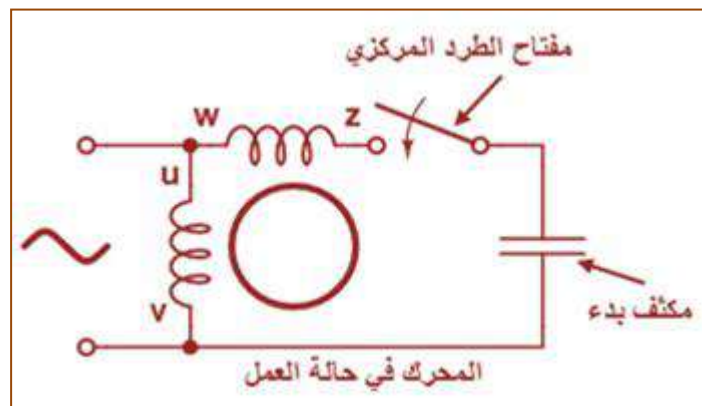 مفتاح الطرد المركزي
w
z
u
v
مكثف بدء
المحرك في حالة العمل